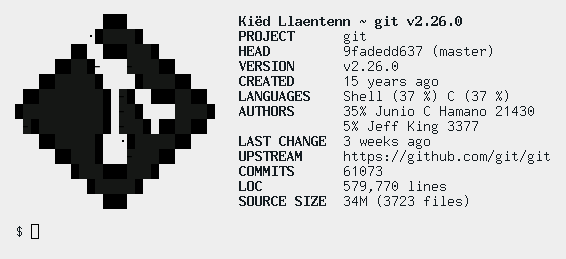 Kiëd Llaentenn ~ git v2.26.0
PROJECT git
HEAD 9fadedd637 (master)
VERSION v2.26.0
CREATED 15 years ago
LANGUAGES Shell (37 %) C (37 %)
AUTHORS 35% Junio C Hamano 21430
5% Jeff King 3377
LAST CHANGE 3 weeks ago
UPSTREAM https://github.com/git/git
COMMITS 61073
LOC 579,770 lines
SOURCE SIZE 34M (3723 files)
$